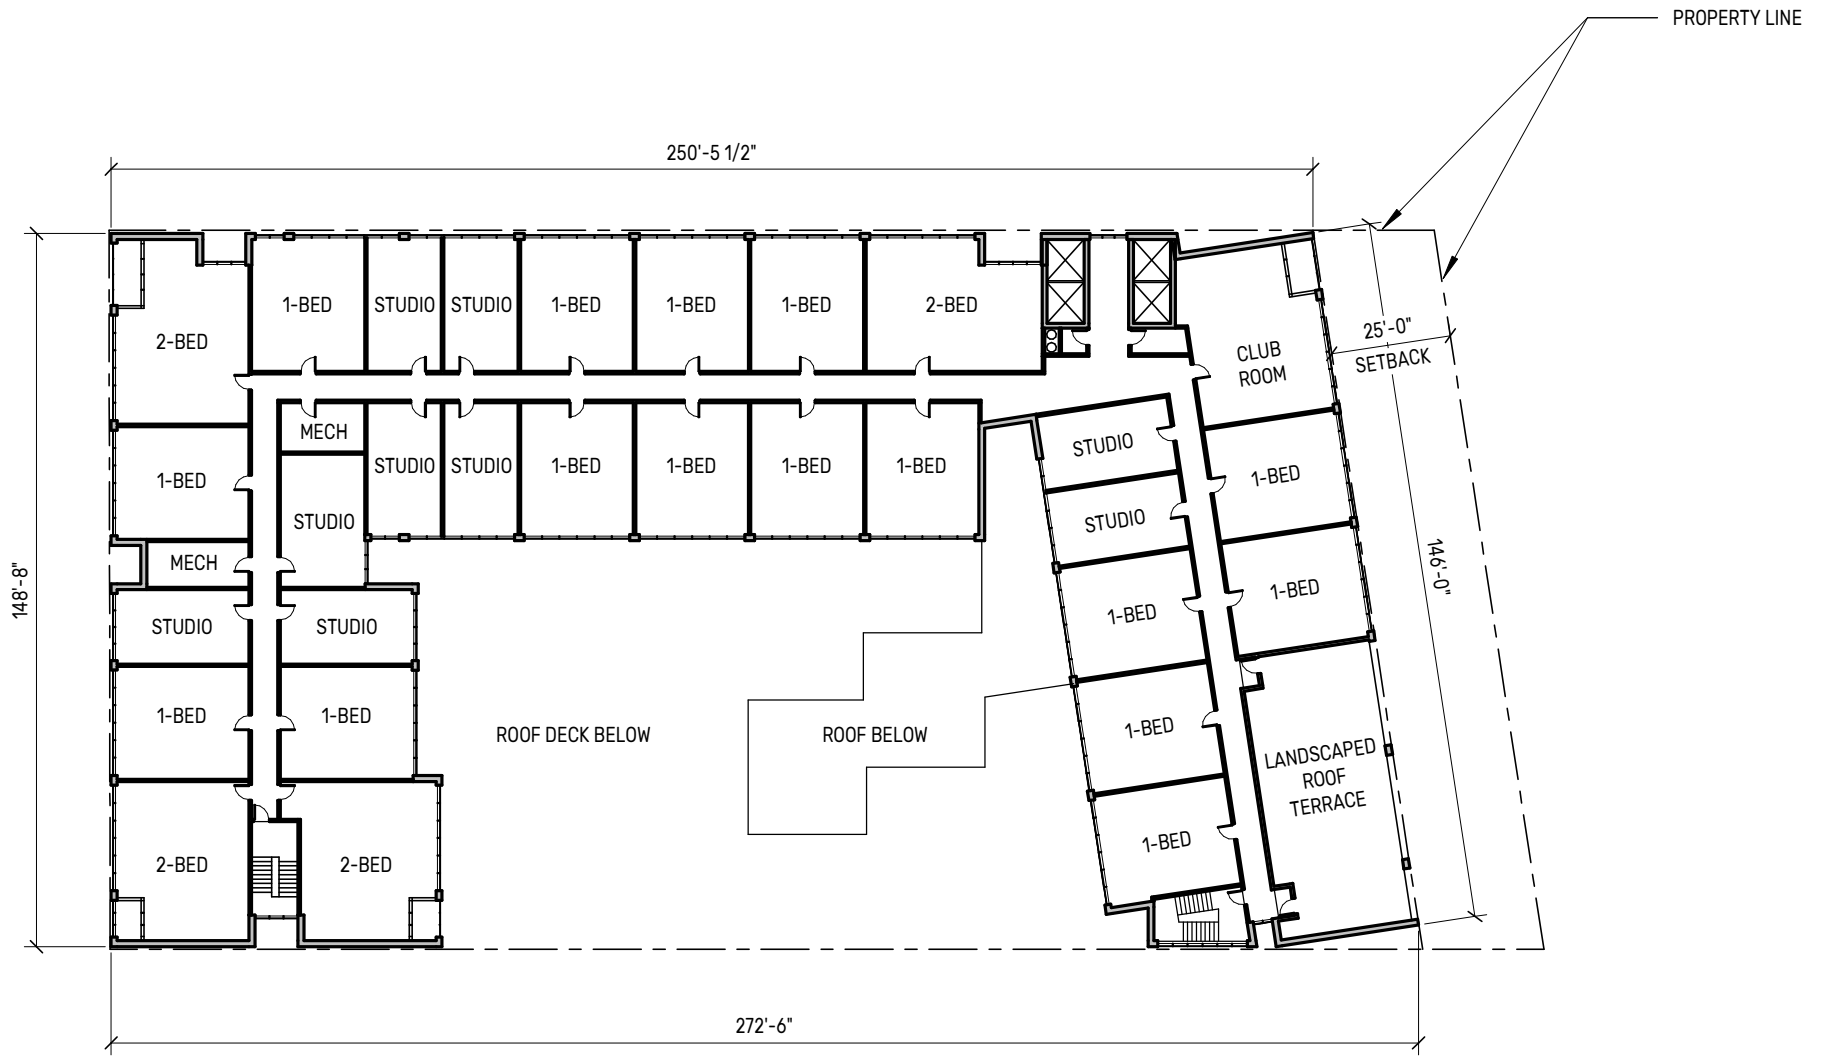 PROPERTY LINE
250'-5 1/2"
1-BED
STUDIO
STUDIO
1-BED
1-BED
1-BED
2-BED
2-BED
25'-0"
SETBACK
CLUB
ROOM
MECH
STUDIO
1-BED
STUDIO
STUDIO
1-BED
1-BED
1-BED
1-BED
1-BED
STUDIO
STUDIO
MECH
146'-0"
148'-8"
1-BED
1-BED
STUDIO
STUDIO
1-BED
1-BED
ROOF DECK BELOW
ROOF BELOW
1-BED
LANDSCAPED
ROOF
TERRACE
1-BED
2-BED
2-BED
272'-6"